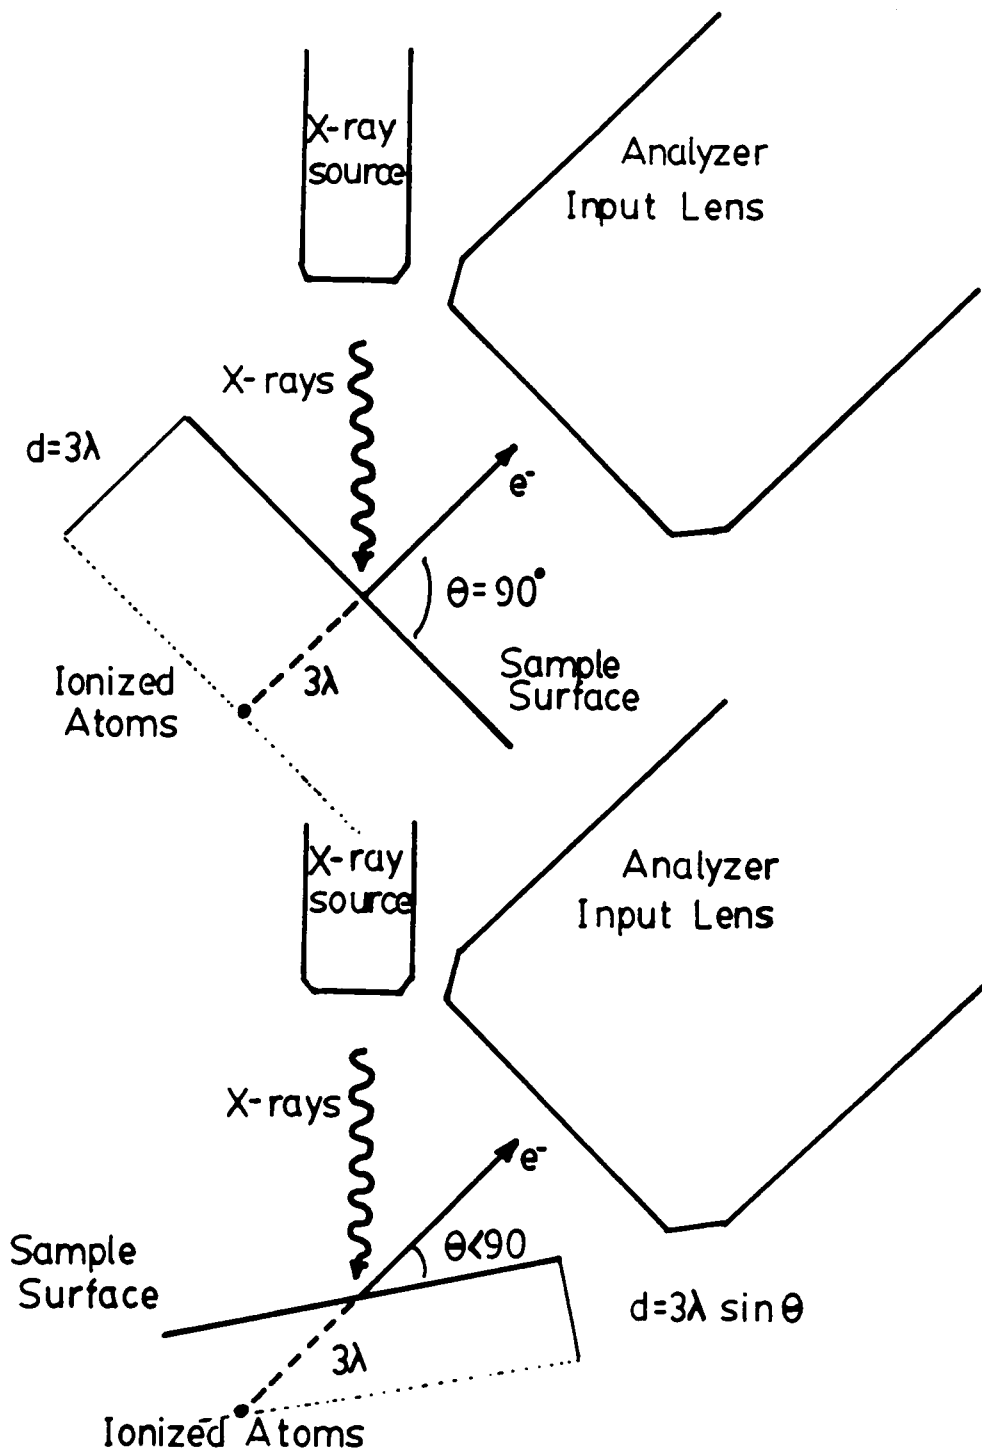 X-ray
source
Analyzer
Input Lens
X-rays
d=3λ
e⁻
θ=90°
3λ
Sample
Surface
Ionized
Atoms
X-ray
source
Analyzer
Input Lens
X-rays
e⁻
θ<90
Sample
Surface
d=3λ sin θ
3λ
Ionized Atoms